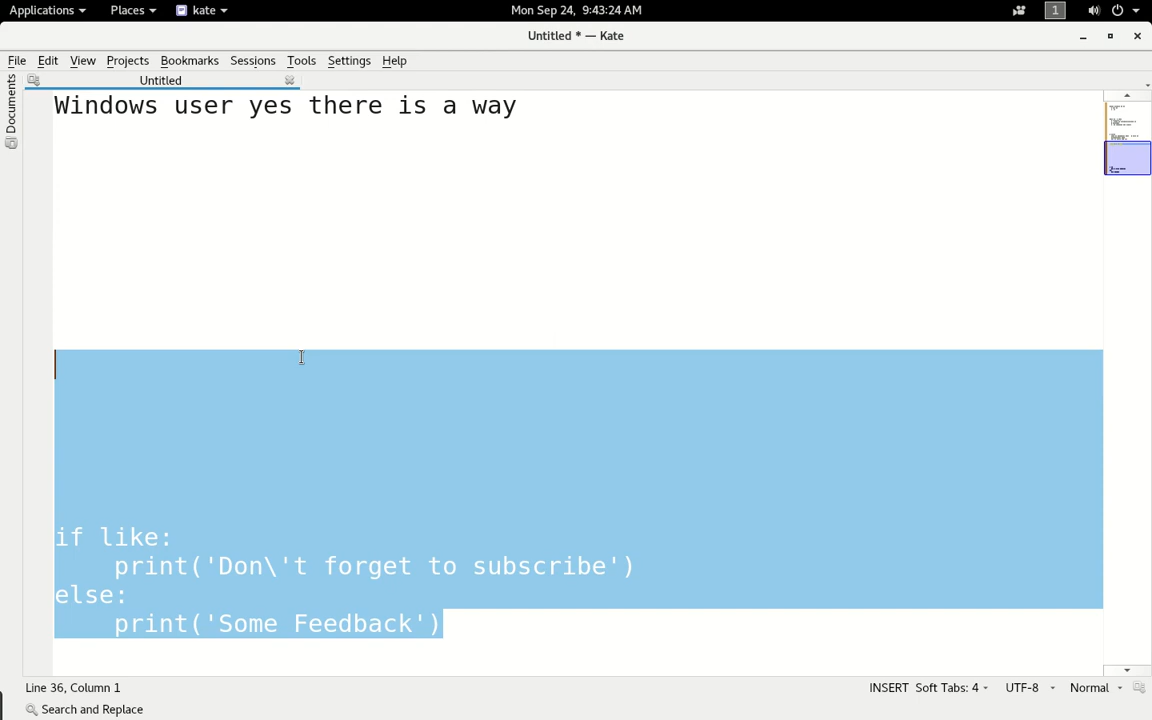 Applications Places kate Mon Sep 24, 9:43:24 AM 1
Untitled * — Kate
File Edit View Projects Bookmarks Sessions Tools Settings Help
Untitled
Documents
Windows user yes there is a way
if like:
    print('Don\'t forget to subscribe')
else:
    print('Some Feedback')
Line 36, Column 1 INSERT Soft Tabs: 4 UTF-8 Normal
Search and Replace